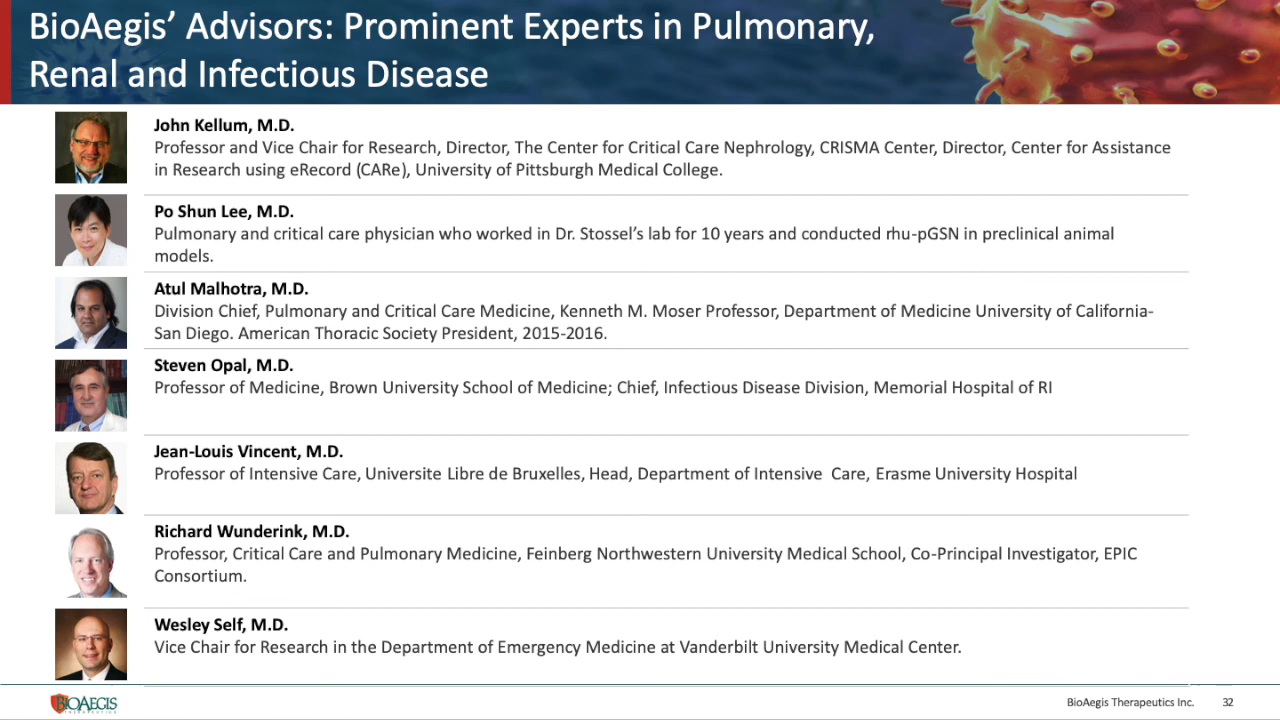 BioAegis’ Advisors: Prominent Experts in Pulmonary,
Renal and Infectious Disease
John Kellum, M.D.
Professor and Vice Chair for Research, Director, The Center for Critical Care Nephrology, CRISMA Center, Director, Center for Assistance
in Research using eRecord (CARe), University of Pittsburgh Medical College.
Po Shun Lee, M.D.
Pulmonary and critical care physician who worked in Dr. Stossel’s lab for 10 years and conducted rhu-pGSN in preclinical animal
models.
Atul Malhotra, M.D.
Division Chief, Pulmonary and Critical Care Medicine, Kenneth M. Moser Professor, Department of Medicine University of California-
San Diego. American Thoracic Society President, 2015-2016.
Steven Opal, M.D.
Professor of Medicine, Brown University School of Medicine; Chief, Infectious Disease Division, Memorial Hospital of RI
Jean-Louis Vincent, M.D.
Professor of Intensive Care, Universite Libre de Bruxelles, Head, Department of Intensive  Care, Erasme University Hospital
Richard Wunderink, M.D.
Professor, Critical Care and Pulmonary Medicine, Feinberg Northwestern University Medical School, Co-Principal Investigator, EPIC
Consortium.
Wesley Self, M.D.
Vice Chair for Research in the Department of Emergency Medicine at Vanderbilt University Medical Center.
BIOAEGIS
THERAPEUTICS
BioAegis Therapeutics Inc. 32